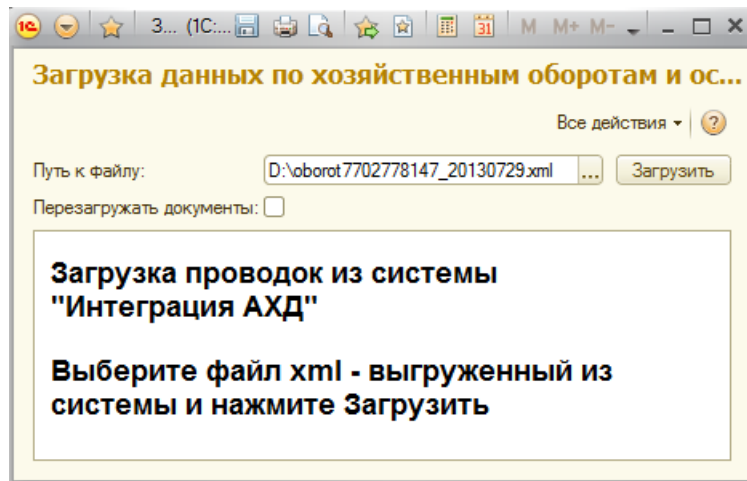 З... (1С:... 31 M M+ M-
Загрузка данных по хозяйственным оборотам и ос...
Все действия ?
Путь к файлу: D:\oborot7702778147_20130729.xml ... Загрузить
Перезагружать документы:
Загрузка проводок из системы
"Интеграция АХД"
Выберите файл xml - выгруженный из
системы и нажмите Загрузить